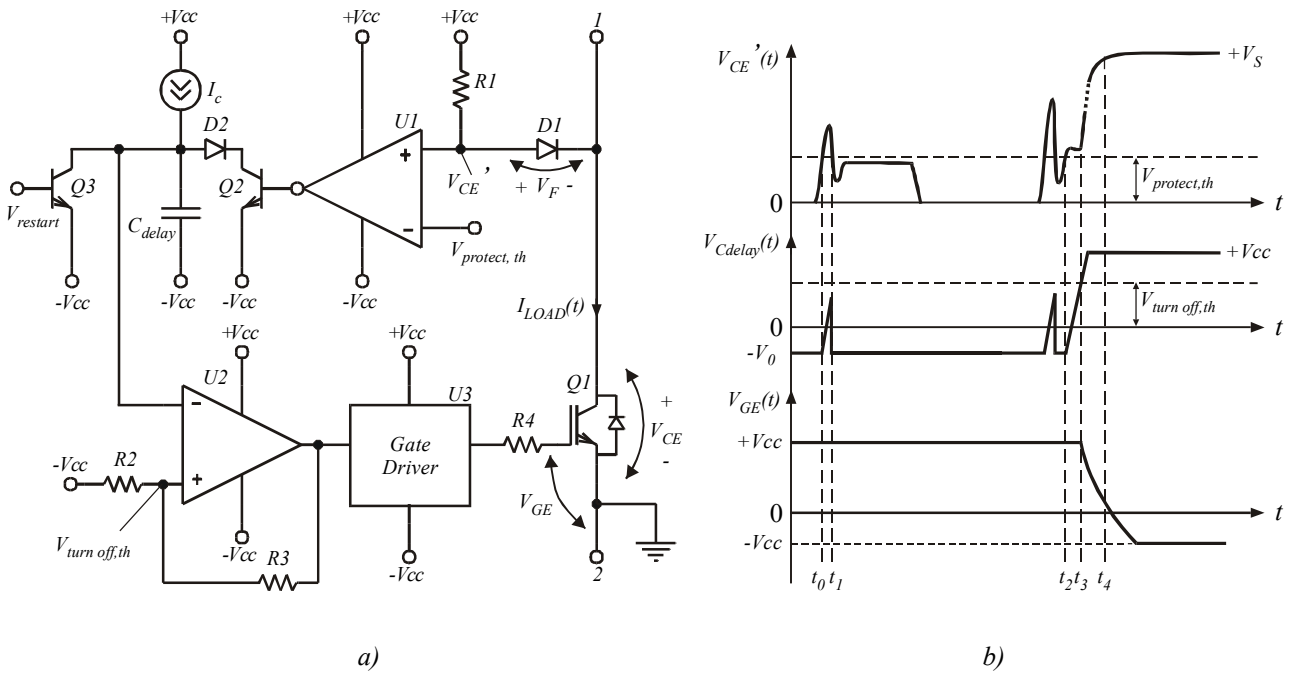 +Vcc
+Vcc
+Vcc
1
I_c
R1
D2
U1
D1
+
Q3
Q2
V_CE'
+ V_F -
V_restart
C_delay
-
V_protect, th
-Vcc
-Vcc
-Vcc
-Vcc
I_LOAD(t)
+Vcc
+Vcc
U2
U3
Q1
-
+
R4
V_CE
-
Gate
Driver
-Vcc
R2
+
V_GE
V_turn off,th
-Vcc
R3
-Vcc
2
a)
V_CE'(t)
+V_S
V_protect,th
0
t
V_Cdelay(t)
+Vcc
V_turn off,th
0
t
-V_0
V_GE(t)
+Vcc
0
t
-Vcc
t_0 t_1
t_2 t_3
t_4
b)